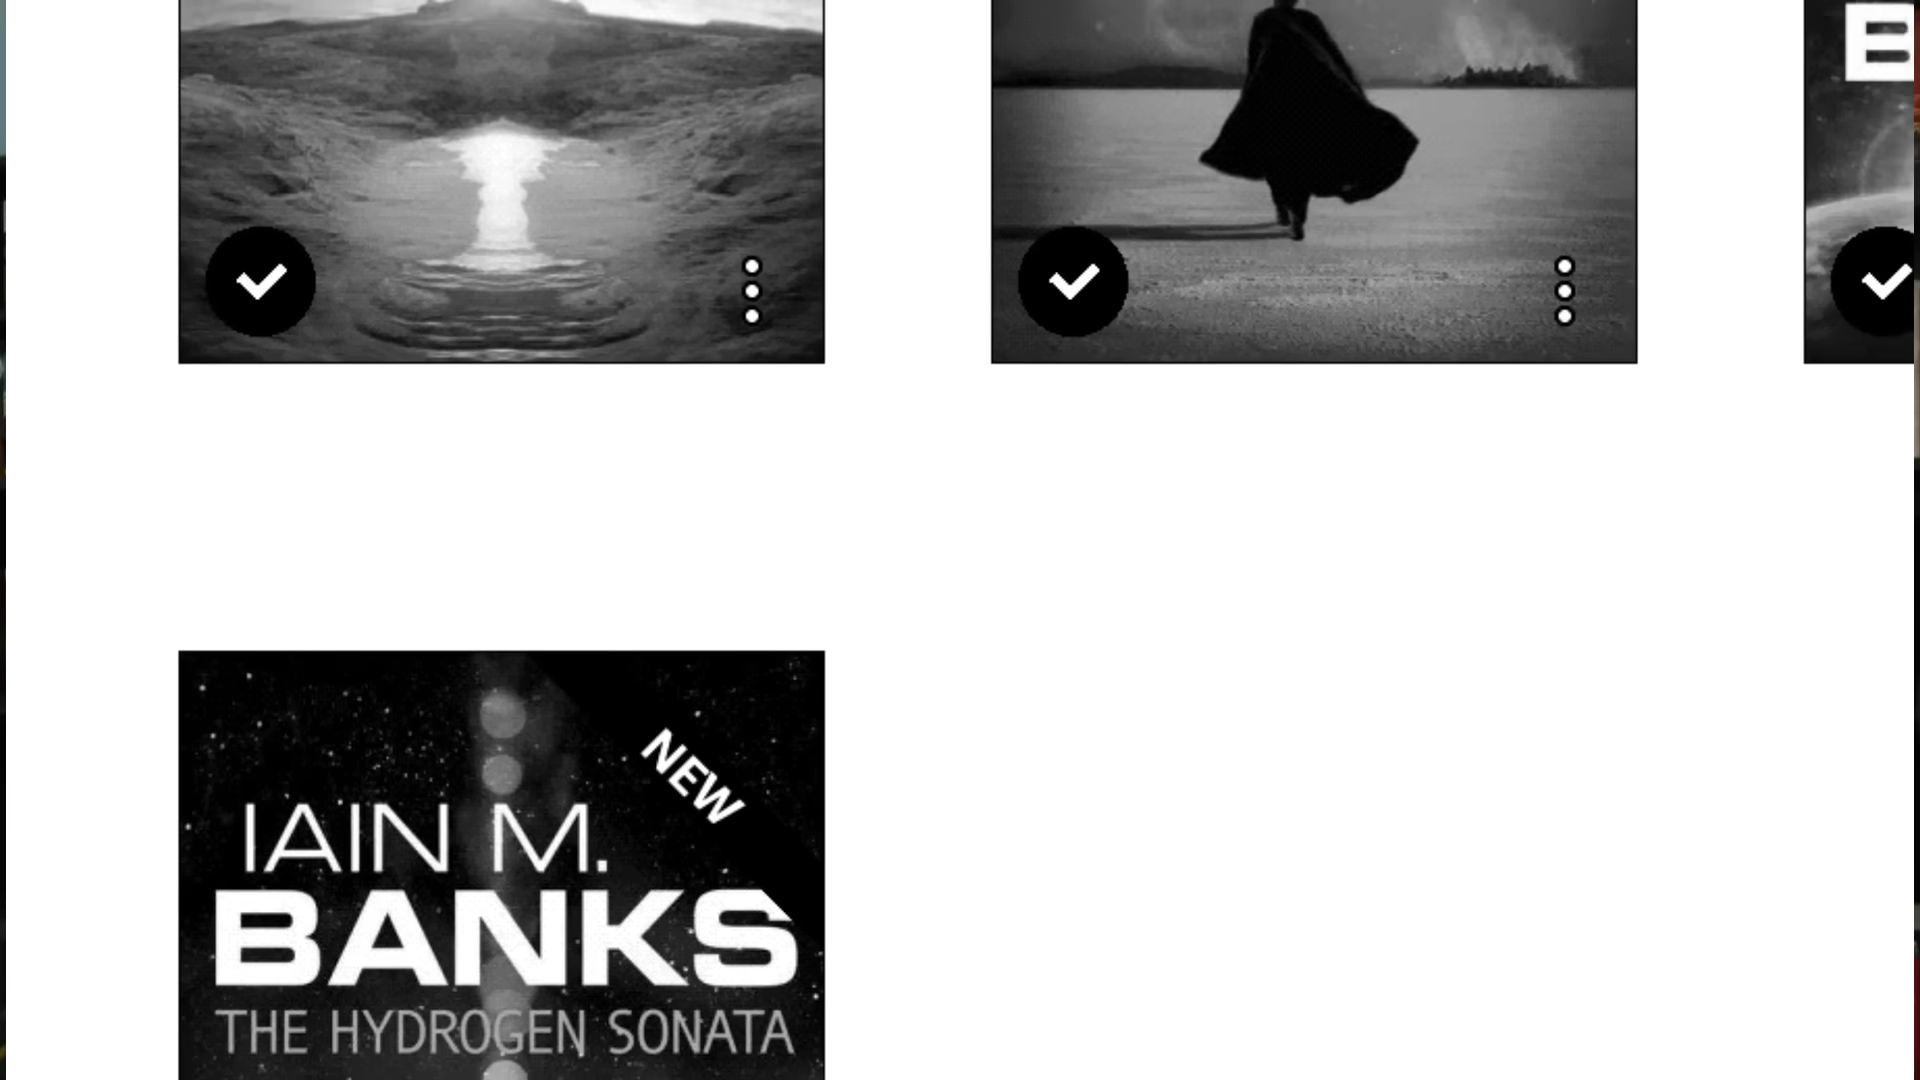 NEW
IAIN M.
BANKS
THE HYDROGEN SONATA